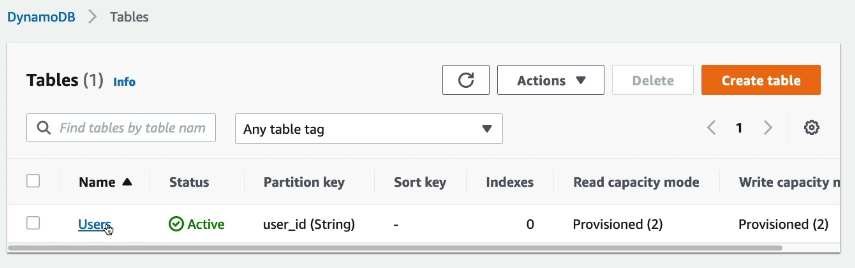 DynamoDB > Tables
Tables (1) Info
Actions
Delete
Create table
Find tables by table nam
Any table tag
1
Name Status Partition key Sort key Indexes Read capacity mode Write capacity n
Users Active user_id (String) - 0 Provisioned (2) Provisioned (2)